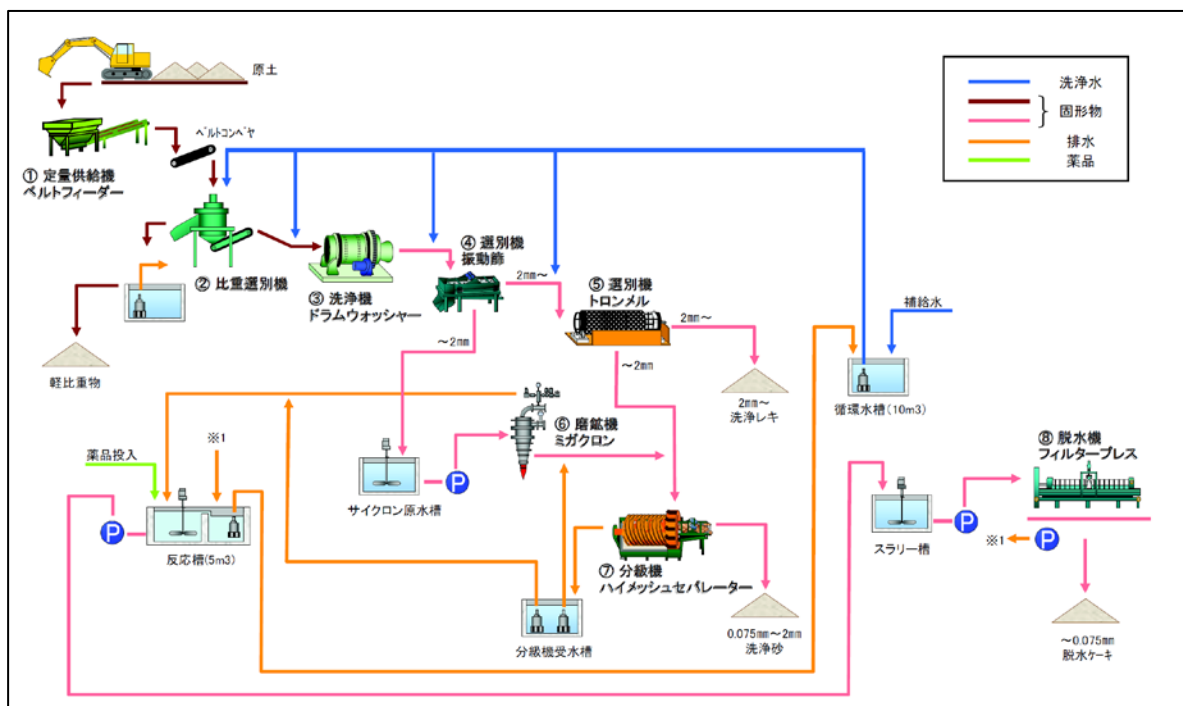 原土
洗浄水
固形物
排水
薬品
ベルトコンベヤ
① 定量供給機
ベルトフィーダー
② 比重選別機
③ 洗浄機
ドラムウォッシャー
④ 選別機
振動篩
2mm~
⑤ 選別機
トロンメル
2mm~
~2mm
~2mm
補給水
軽比重物
2mm~
洗浄レキ
循環水槽(10m3)
⑥ 磨鉱機
ミガクロン
※1
薬品投入
P
サイクロン原水槽
P
反応槽(5m3)
⑦ 分級機
ハイメッシュセパレーター
⑧ 脱水機
フィルタープレス
P
スラリー槽
※1
P
分級機受水槽
0.075mm~2mm
洗浄砂
~0.075mm
脱水ケーキ